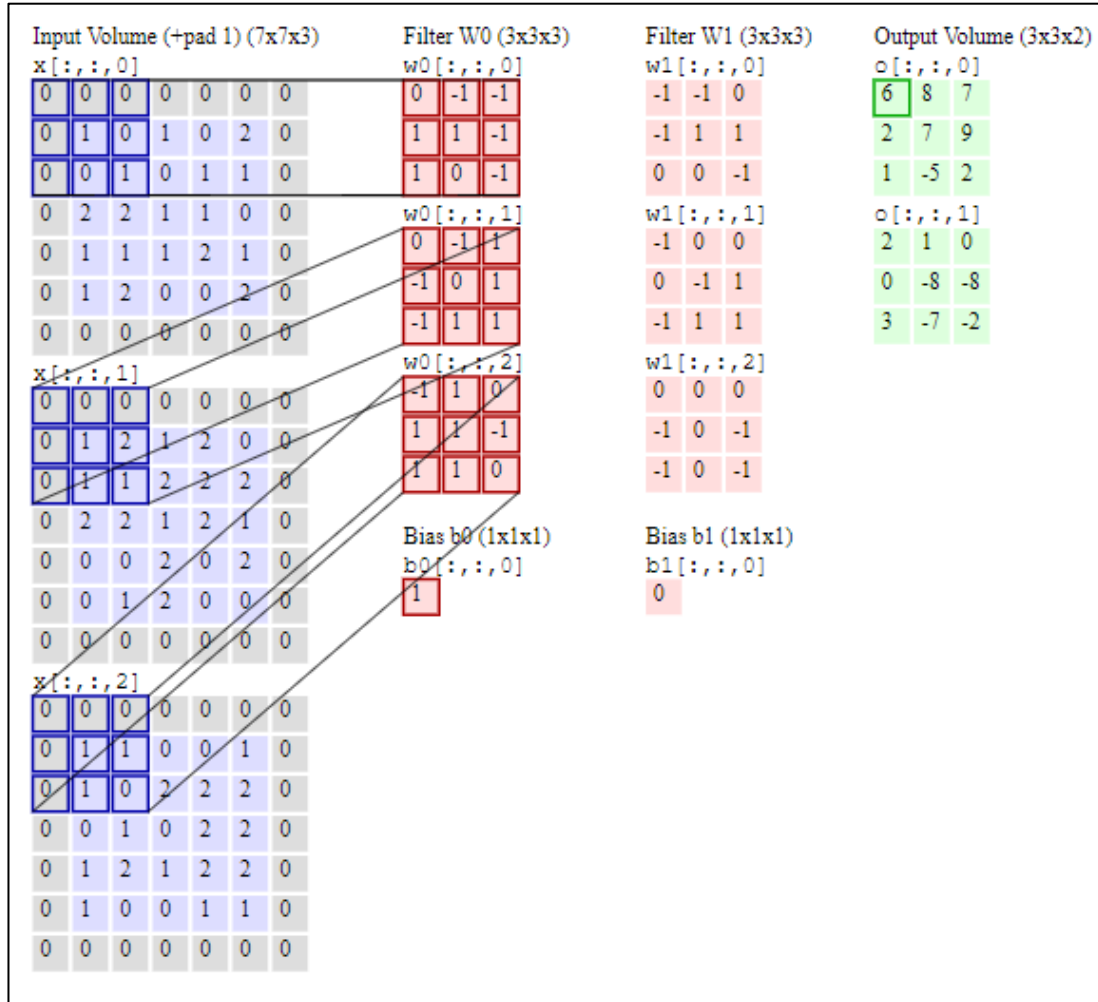 Input Volume (+pad 1) (7x7x3)
x[:,:,0]
0 0 0 0 0 0 0
0 1 0 1 0 2 0
0 0 1 0 1 1 0
0 2 2 1 1 0 0
0 1 1 1 2 1 0
0 1 2 0 0 2 0
0 0 0 0 0 0 0
x[:,:,1]
0 0 0 0 0 0 0
0 1 2 1 2 0 0
0 1 1 2 2 2 0
0 2 2 1 2 1 0
0 0 0 2 0 2 0
0 0 1 2 0 0 0
0 0 0 0 0 0 0
x[:,:,2]
0 0 0 0 0 0 0
0 1 1 0 0 1 0
0 1 0 2 2 2 0
0 0 1 0 2 2 0
0 1 2 1 2 2 0
0 1 0 0 1 1 0
0 0 0 0 0 0 0
Filter W0 (3x3x3)
w0[:,:,0]
0 -1 -1
1 1 -1
1 0 -1
w0[:,:,1]
0 -1 1
-1 0 1
-1 1 1
w0[:,:,2]
-1 1 0
1 1 -1
1 1 0
Bias b0 (1x1x1)
b0[:,:,0]
1
Filter W1 (3x3x3)
w1[:,:,0]
-1 -1 0
-1 1 1
0 0 -1
w1[:,:,1]
-1 0 0
0 -1 1
-1 1 1
w1[:,:,2]
0 0 0
-1 0 -1
-1 0 -1
Bias b1 (1x1x1)
b1[:,:,0]
0
Output Volume (3x3x2)
o[:,:,0]
6 8 7
2 7 9
1 -5 2
o[:,:,1]
2 1 0
0 -8 -8
3 -7 -2